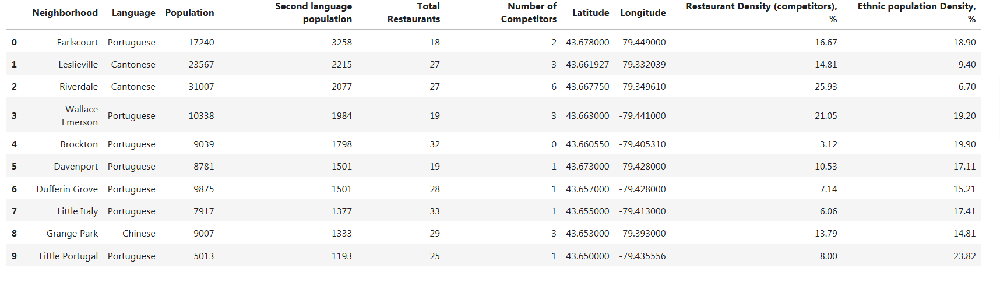 Neighborhood Language Population Second language population Total Restaurants Number of Competitors Latitude Longitude Restaurant Density (competitors), % Ethnic population Density, %
0 Earlscourt Portuguese 17240 3258 18 2 43.678000 -79.449000 16.67 18.90
1 Leslieville Cantonese 23567 2215 27 3 43.661927 -79.332039 14.81 9.40
2 Riverdale Cantonese 31007 2077 27 6 43.667750 -79.349610 25.93 6.70
3 Wallace Emerson Portuguese 10338 1984 19 3 43.663000 -79.441000 21.05 19.20
4 Brockton Portuguese 9039 1798 32 0 43.660550 -79.405310 3.12 19.90
5 Davenport Portuguese 8781 1501 19 1 43.673000 -79.428000 10.53 17.11
6 Dufferin Grove Portuguese 9875 1501 28 1 43.657000 -79.428000 7.14 15.21
7 Little Italy Portuguese 7917 1377 33 1 43.655000 -79.413000 6.06 17.41
8 Grange Park Chinese 9007 1333 29 3 43.653000 -79.393000 13.79 14.81
9 Little Portugal Portuguese 5013 1193 25 1 43.650000 -79.435556 8.00 23.82